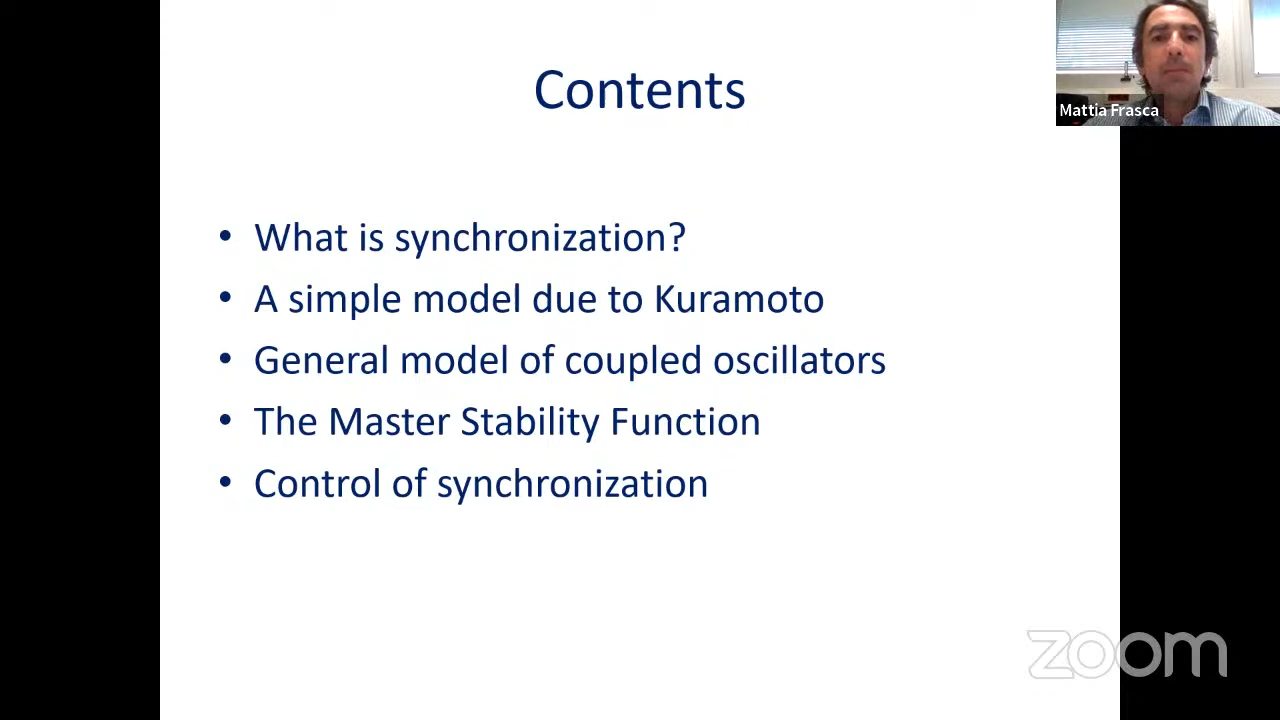 Contents
Mattia Frasca
• What is synchronization?
• A simple model due to Kuramoto
• General model of coupled oscillators
• The Master Stability Function
• Control of synchronization
zoom